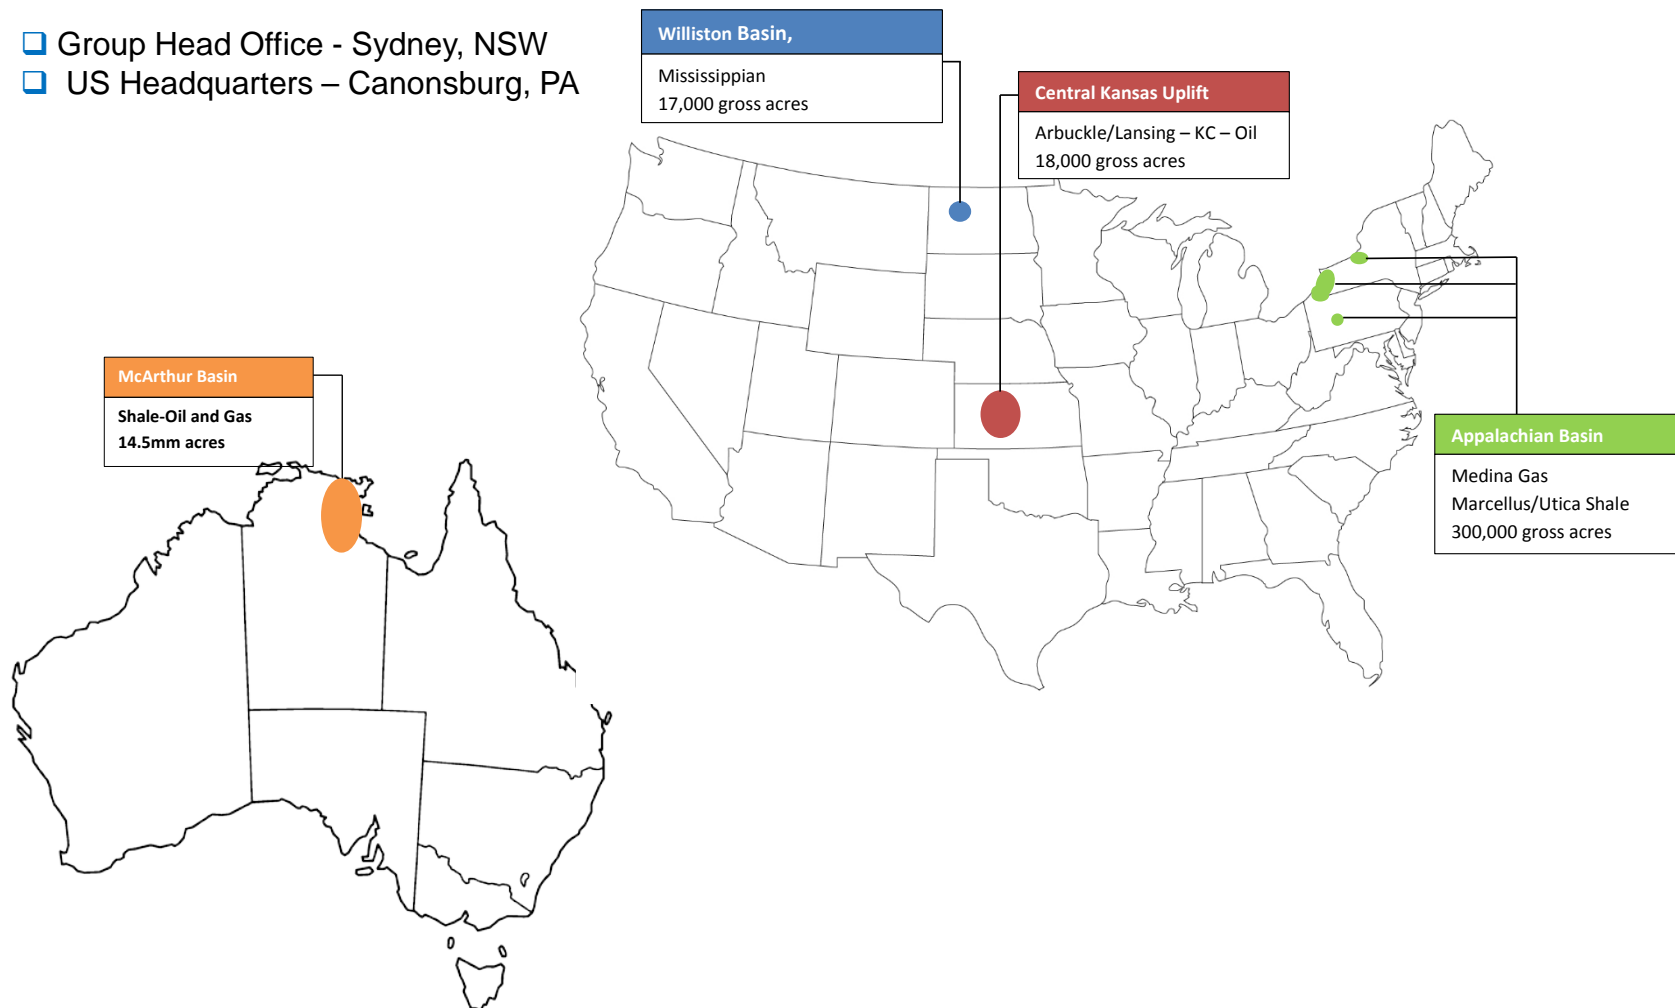 Group Head Office - Sydney, NSW
US Headquarters – Canonsburg, PA
Williston Basin,
Mississippian
17,000 gross acres
Central Kansas Uplift
Arbuckle/Lansing – KC – Oil
18,000 gross acres
McArthur Basin
Shale-Oil and Gas
14.5mm acres
Appalachian Basin
Medina Gas
Marcellus/Utica Shale
300,000 gross acres